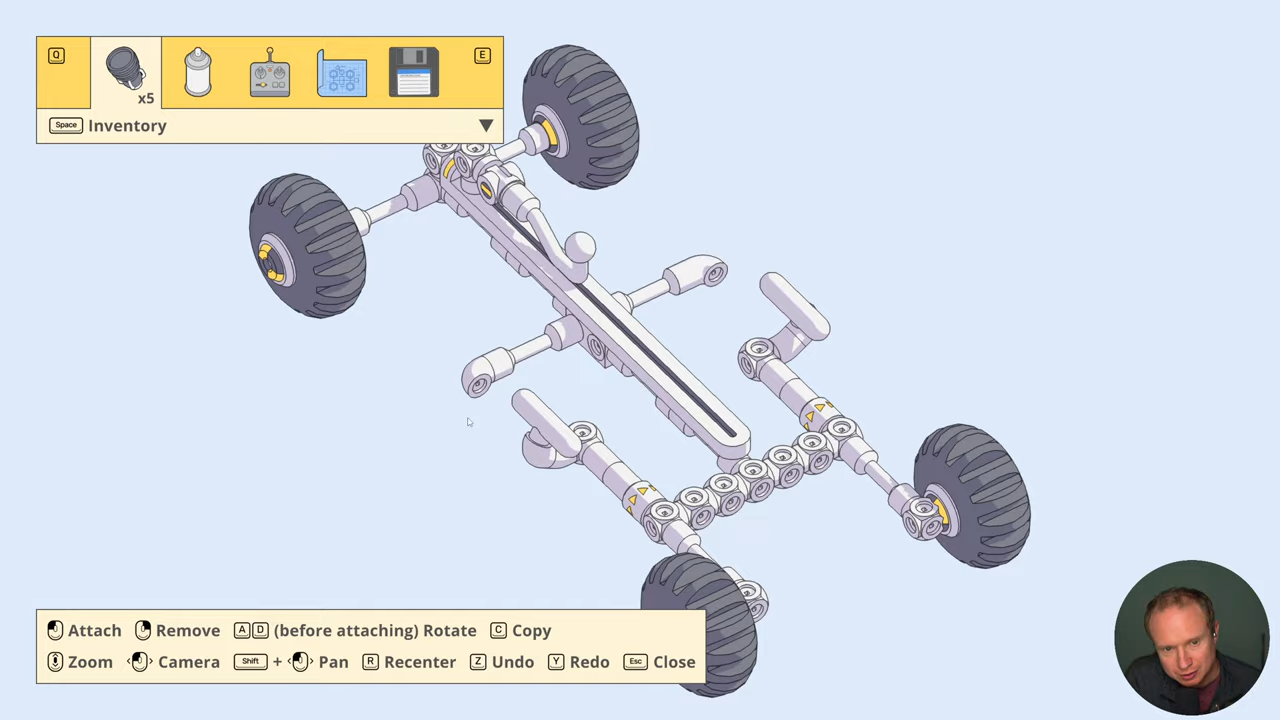 Q
E
x5
Space Inventory
Attach Remove A D (before attaching) Rotate C Copy
Zoom Camera Shift + Pan R Recenter Z Undo Y Redo Esc Close